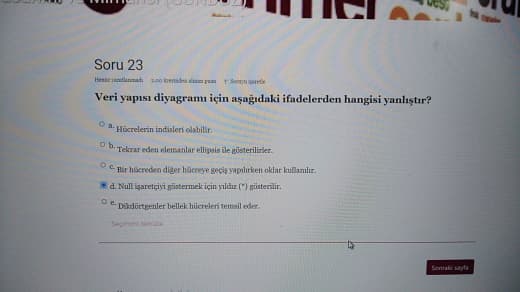 Soru 23
Henüz yanıtlanmadı 2,00 üzerinden alınan puan Soruyu işaretle
Veri yapısı diyagramı için aşağıdaki ifadelerden hangisi yanlıştır?
a. Hücrelerin indisleri olabilir.
b. Tekrar eden elemanlar ellipsis ile gösterilirler.
c. Bir hücreden diğer hücreye geçiş yapılırken oklar kullanılır.
d. Null işaretçiyi göstermek için yıldız (*) gösterilir.
e. Dikdörtgenler bellek hücreleri temsil eder.
Seçimimi temizle
Sonraki sayfa